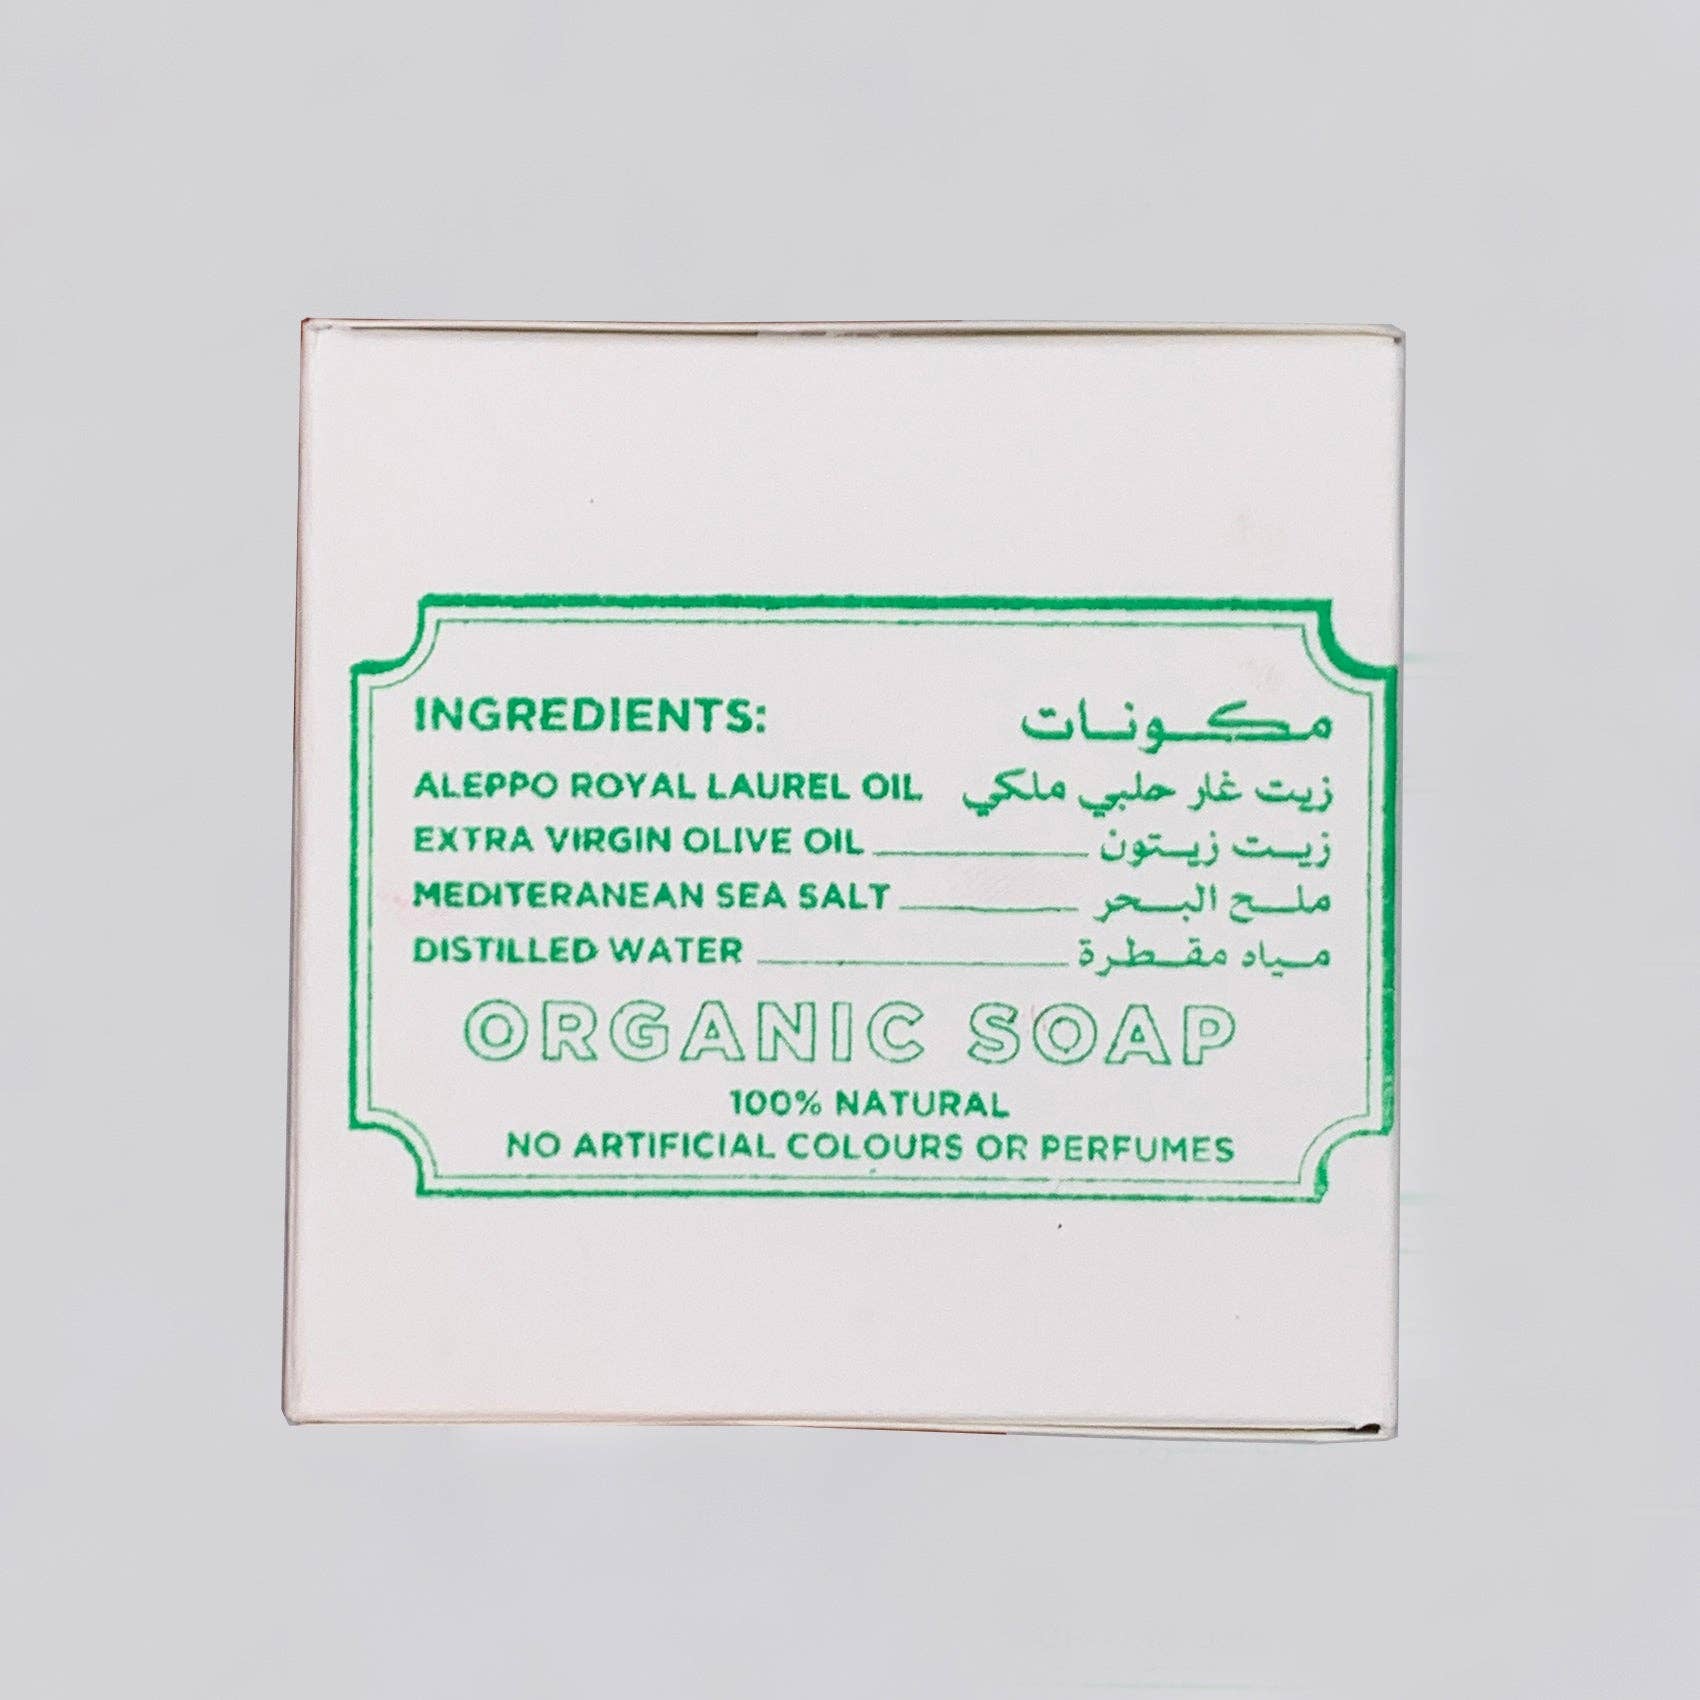 INGREDIENTS: مكونات
ALEPPO ROYAL LAUREL OIL زيت غار حلبي ملكي
EXTRA VIRGIN OLIVE OIL زيت زيتون
MEDITERANEAN SEA SALT ملح البحر
DISTILLED WATER مياه مقطرة
ORGANIC SOAP
100% NATURAL
NO ARTIFICIAL COLOURS OR PERFUMES